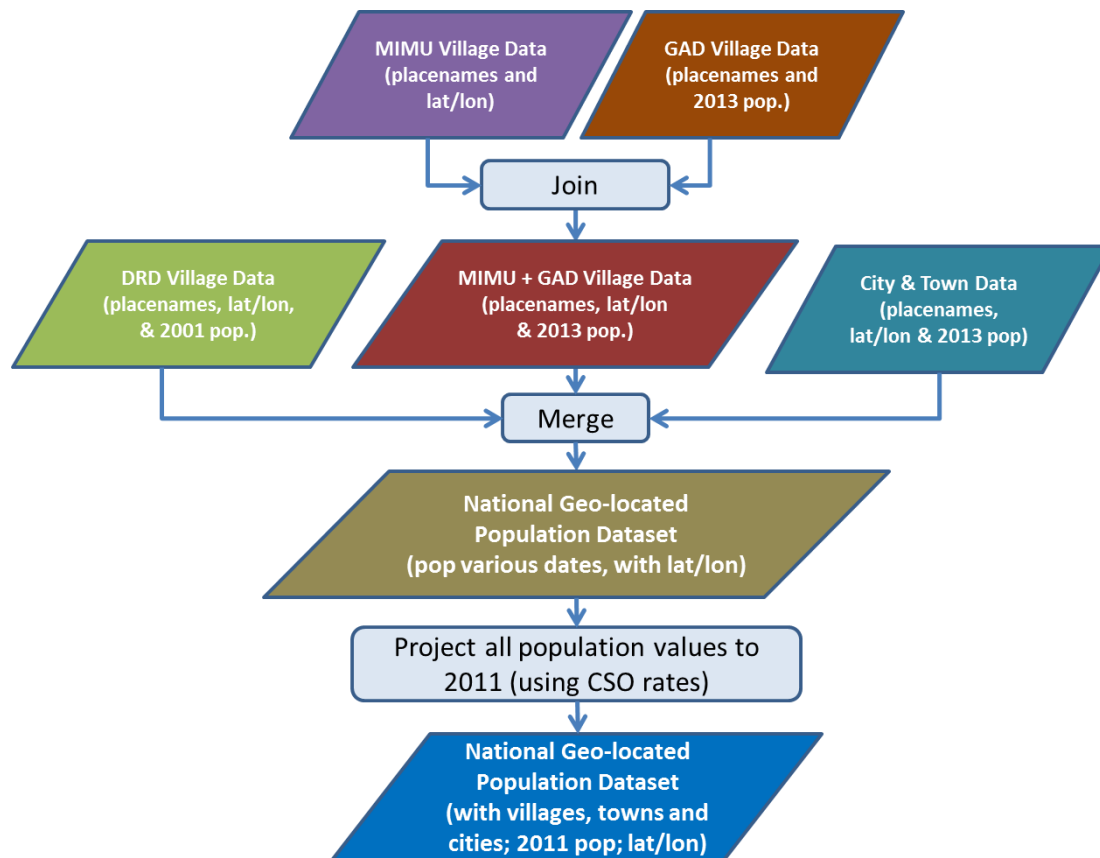 MIMU Village Data
(placenames and
lat/lon)
GAD Village Data
(placenames and
2013 pop.)
Join
DRD Village Data
(placenames, lat/lon,
& 2001 pop.)
MIMU + GAD Village Data
(placenames, lat/lon
& 2013 pop.)
City & Town Data
(placenames,
lat/lon & 2013 pop)
Merge
National Geo-located
Population Dataset
(pop various dates, with lat/lon)
Project all population values to
2011 (using CSO rates)
National Geo-located
Population Dataset
(with villages, towns and
cities; 2011 pop; lat/lon)